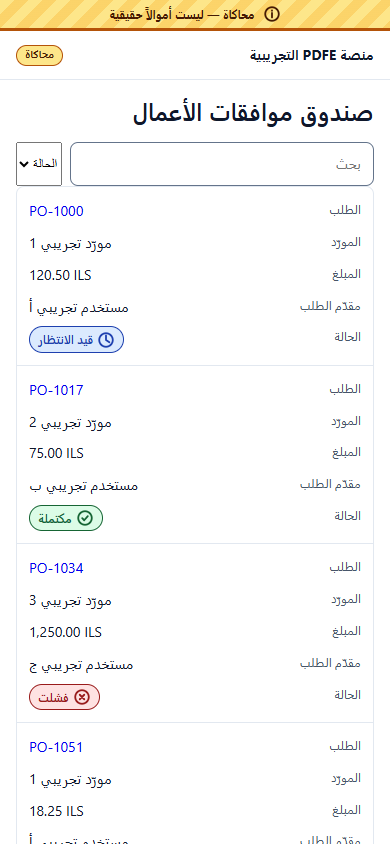 محاكاة — ليست أموالاً حقيقية
منصة PDFE التجريبية
محاكاة
صندوق موافقات الأعمال
بحث
الحالة
الطلب PO-1000
المورّد مورّد تجريبي 1
المبلغ 120.50 ILS
مقدّم الطلب مستخدم تجريبي أ
الحالة قيد الانتظار
الطلب PO-1017
المورّد مورّد تجريبي 2
المبلغ 75.00 ILS
مقدّم الطلب مستخدم تجريبي ب
الحالة مكتملة
الطلب PO-1034
المورّد مورّد تجريبي 3
المبلغ 1,250.00 ILS
مقدّم الطلب مستخدم تجريبي ج
الحالة فشلت
الطلب PO-1051
المورّد مورّد تجريبي 1
المبلغ 18.25 ILS
مقدّم الطلب مستخدم تجريبي أ